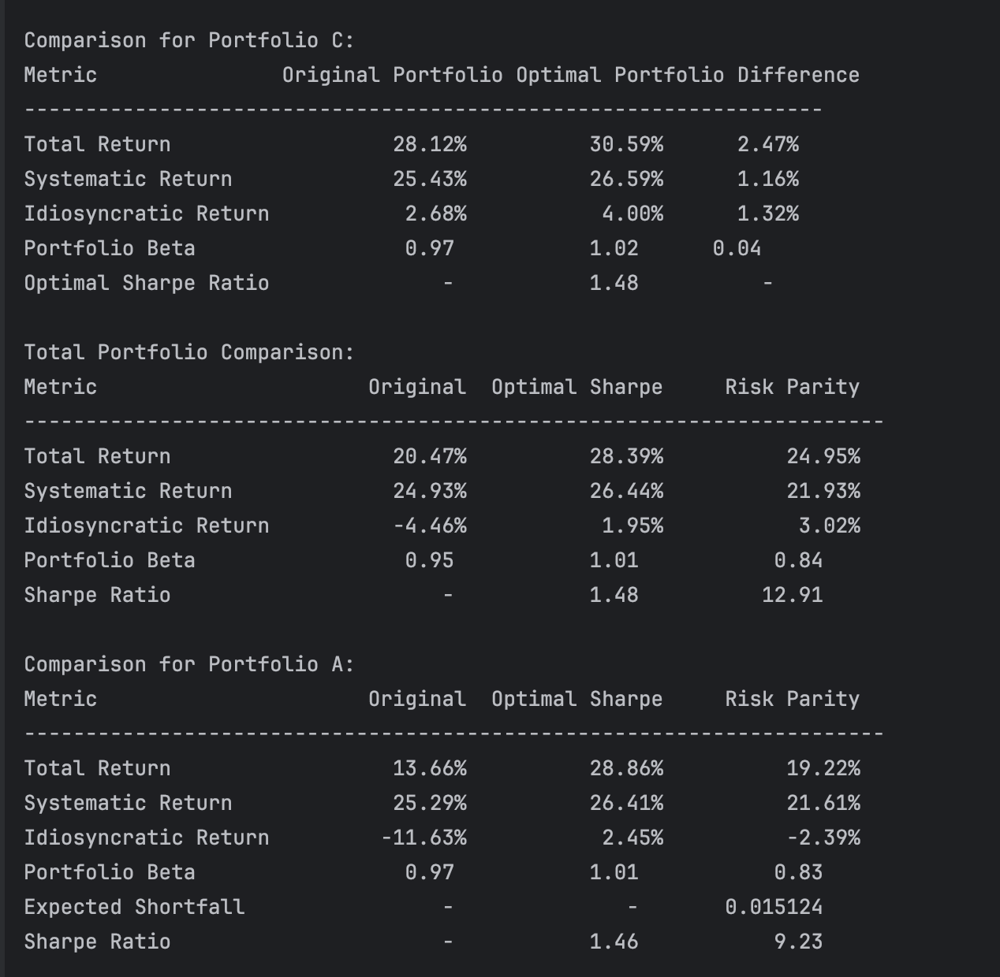 Comparison for Portfolio C:
Metric               Original Portfolio Optimal Portfolio Difference
-----------------------------------------------------------------
Total Return                  28.12%          30.59%      2.47%
Systematic Return             25.43%          26.59%      1.16%
Idiosyncratic Return           2.68%           4.00%      1.32%
Portfolio Beta                 0.97           1.02      0.04
Optimal Sharpe Ratio              -           1.48          -
Total Portfolio Comparison:
Metric                      Original  Optimal Sharpe     Risk Parity
----------------------------------------------------------------------
Total Return                  20.47%          28.39%          24.95%
Systematic Return             24.93%          26.44%          21.93%
Idiosyncratic Return          -4.46%           1.95%           3.02%
Portfolio Beta                 0.95           1.01           0.84
Sharpe Ratio                      -           1.48          12.91
Comparison for Portfolio A:
Metric                      Original  Optimal Sharpe     Risk Parity
----------------------------------------------------------------------
Total Return                  13.66%          28.86%          19.22%
Systematic Return             25.29%          26.41%          21.61%
Idiosyncratic Return         -11.63%           2.45%          -2.39%
Portfolio Beta                 0.97           1.01           0.83
Expected Shortfall                -              -       0.015124
Sharpe Ratio                      -           1.46           9.23